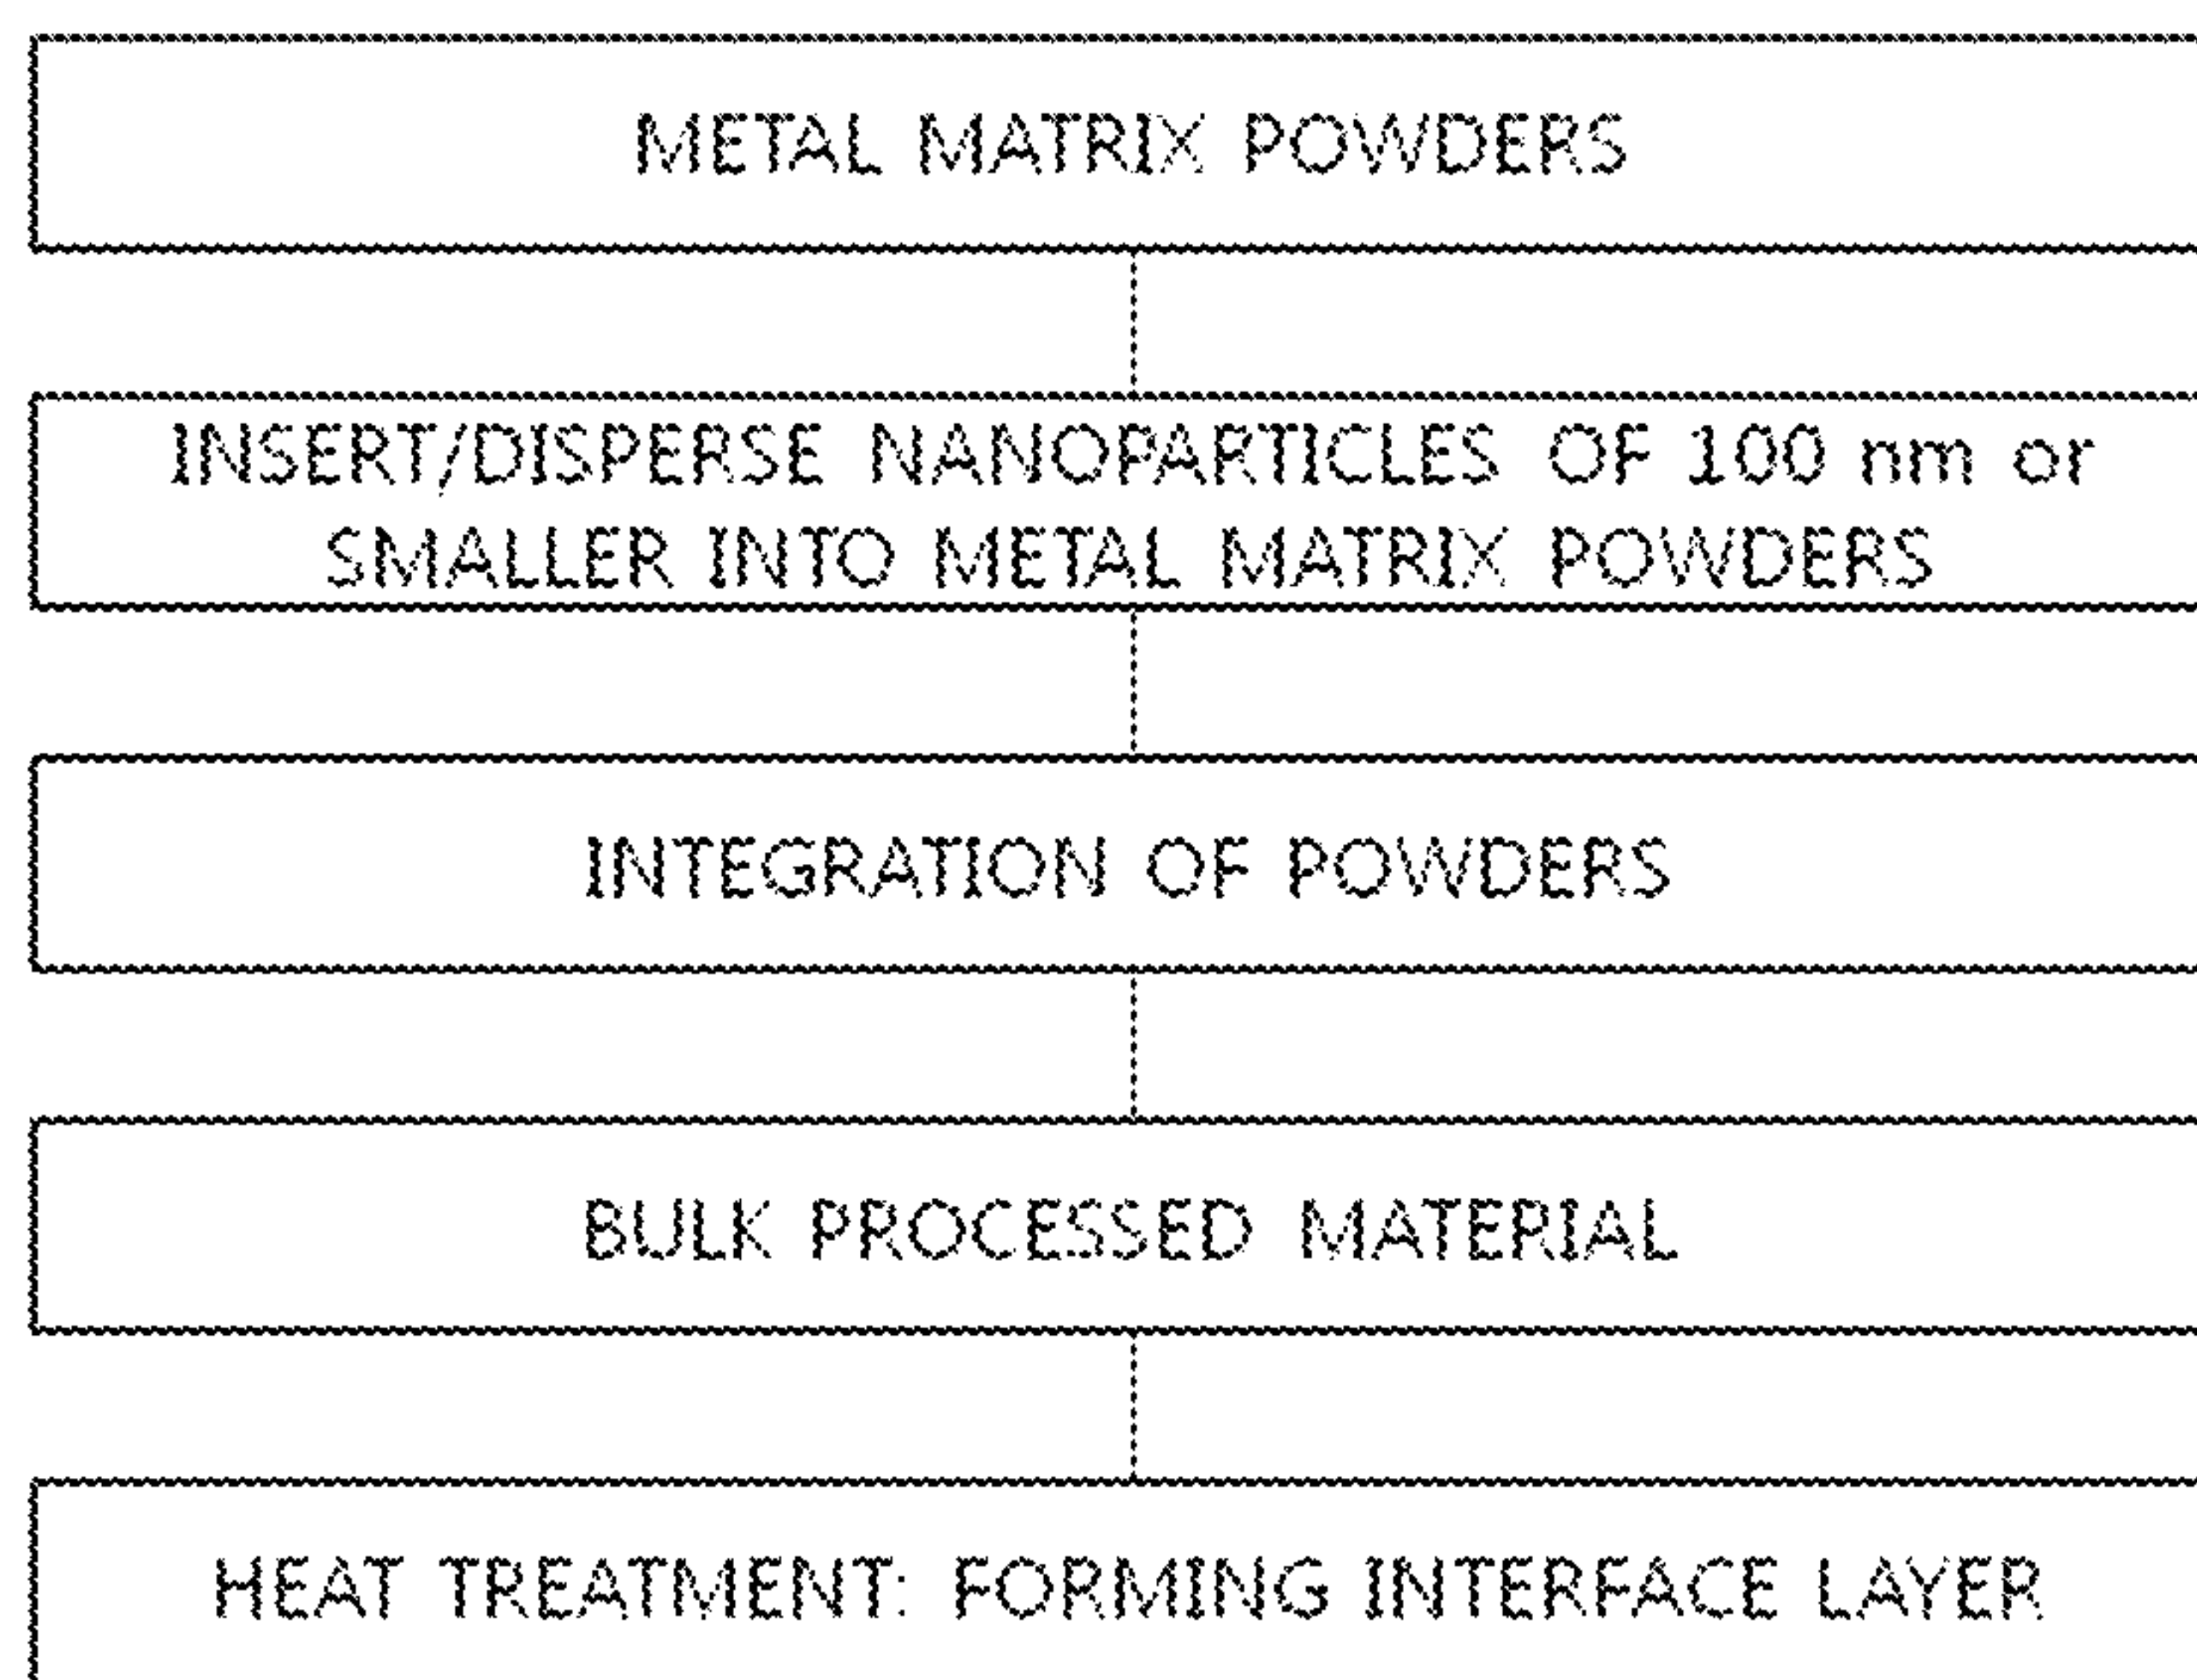 METAL MATRIX POWDERS
INSERT/DISPERSE NANOPARTICLES OF 100 nm or
SMALLER INTO METAL MATRIX POWDERS
INTEGRATION OF POWDERS
BULK PROCESSED MATERIAL
HEAT TREATMENT: FORMING INTERFACE LAYER